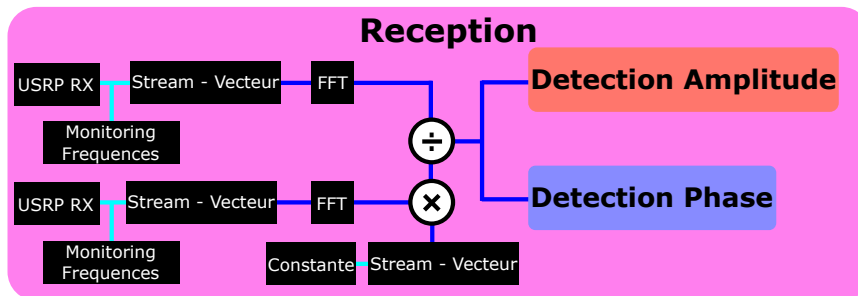 Reception
USRP RX
Stream - Vecteur
FFT
Detection Amplitude
Monitoring
Frequences
÷
USRP RX
Stream - Vecteur
FFT
×
Detection Phase
Monitoring
Frequences
Constante
Stream - Vecteur